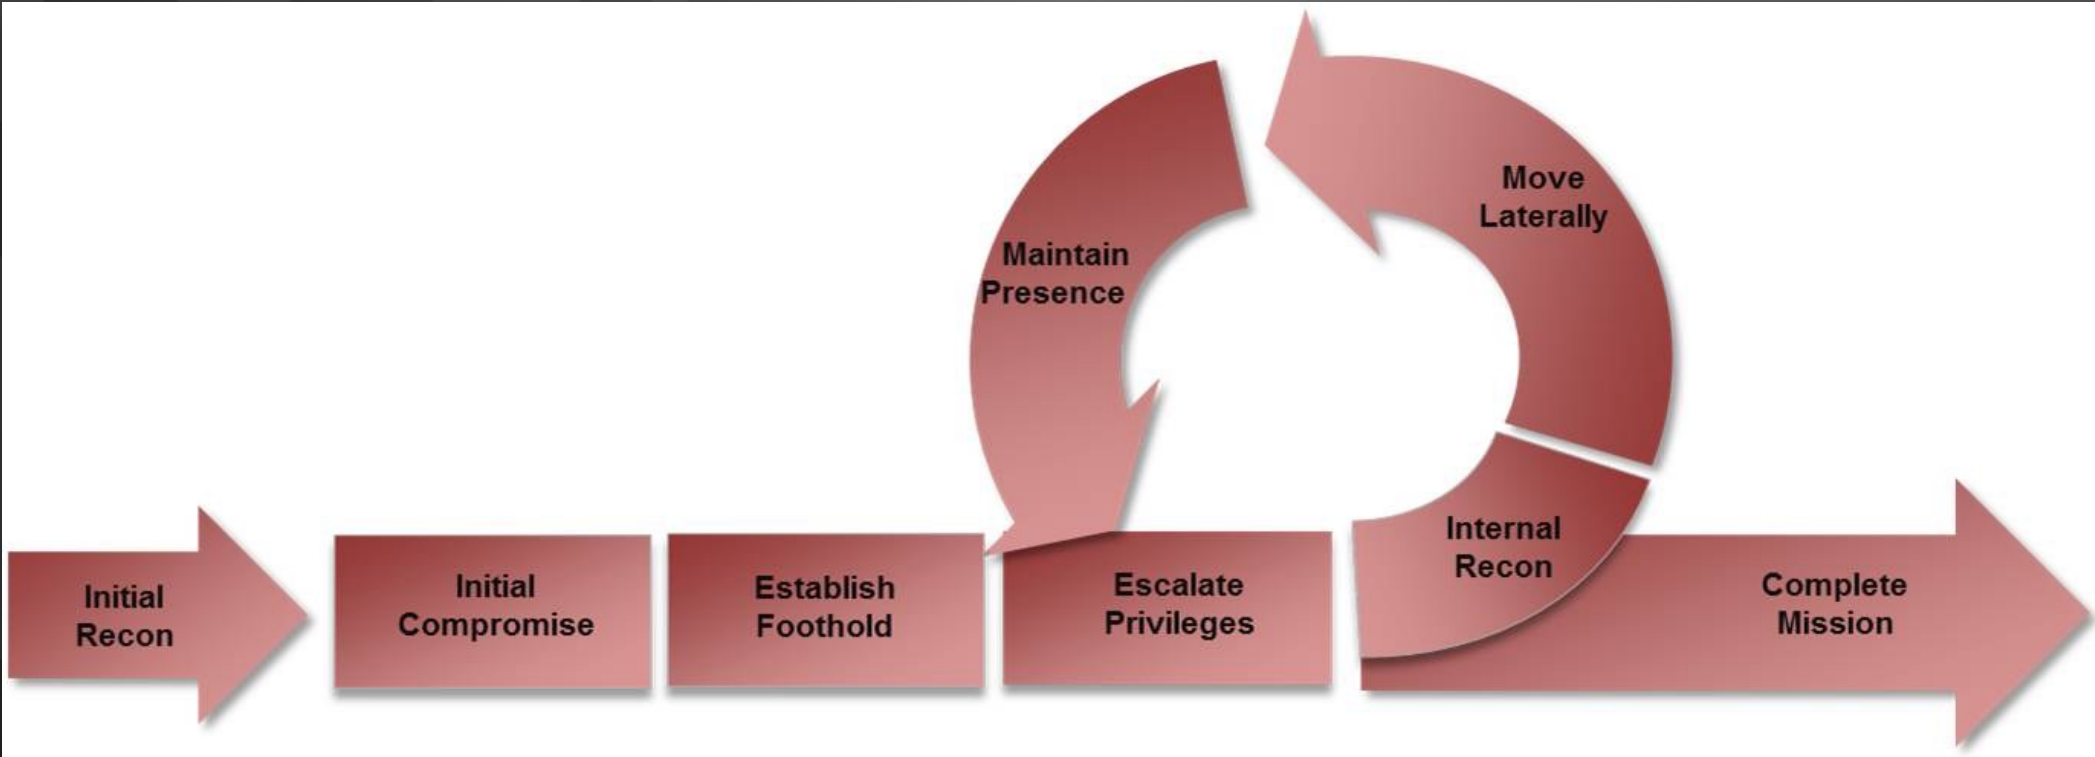 Initial
Recon
Initial
Compromise
Establish
Foothold
Escalate
Privileges
Internal
Recon
Move
Laterally
Maintain
Presence
Complete
Mission